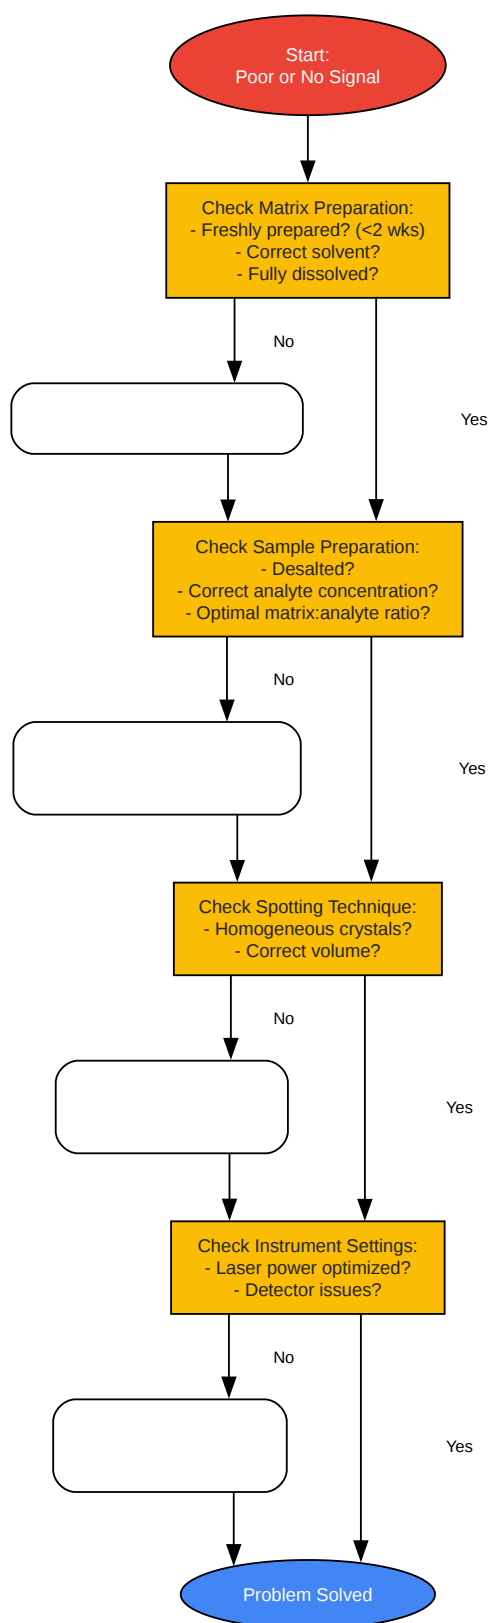 Start:
Poor or No Signal
Check Matrix Preparation:
- Freshly prepared? (<2 wks)
- Correct solvent?
- Fully dissolved?
No
Yes
Check Sample Preparation:
- Desalted?
- Correct analyte concentration?
- Optimal matrix:analyte ratio?
No
Yes
Check Spotting Technique:
- Homogeneous crystals?
- Correct volume?
No
Yes
Check Instrument Settings:
- Laser power optimized?
- Detector issues?
No
Yes
Problem Solved